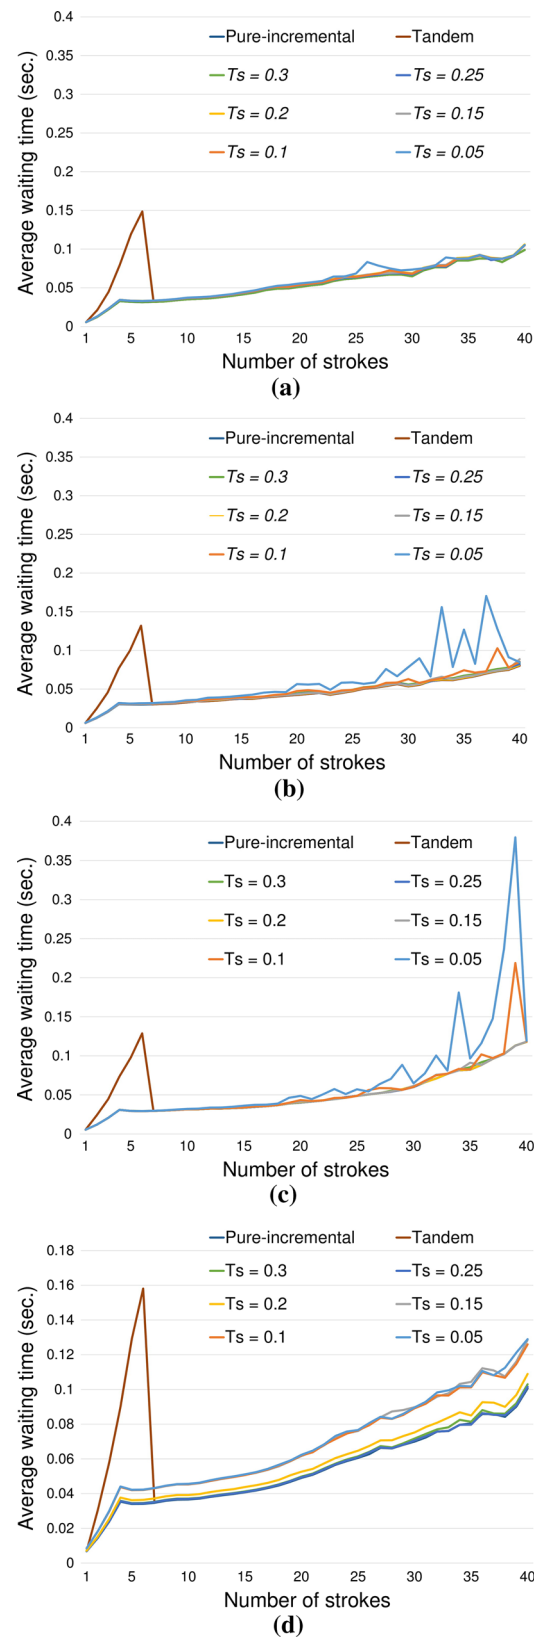 0.4
Pure-incremental Tandem
0.35
Ts = 0.3 Ts = 0.25
0.3
Ts = 0.2 Ts = 0.15
0.25
Ts = 0.1 Ts = 0.05
0.2
0.15
0.1
0.05
0
Average waiting time (sec.)
1 5 10 15 20 25 30 35 40
Number of strokes
(a)
0.4
Pure-incremental Tandem
0.35
Ts = 0.3 Ts = 0.25
0.3
Ts = 0.2 Ts = 0.15
0.25
Ts = 0.1 Ts = 0.05
0.2
0.15
0.1
0.05
0
Average waiting time (sec.)
1 5 10 15 20 25 30 35 40
Number of strokes
(b)
0.4
Pure-incremental Tandem
0.35
Ts = 0.3 Ts = 0.25
0.3
Ts = 0.2 Ts = 0.15
0.25
Ts = 0.1 Ts = 0.05
0.2
0.15
0.1
0.05
0
Average waiting time (sec.)
1 5 10 15 20 25 30 35 40
Number of strokes
(c)
Pure-incremental Tandem
0.18
Ts = 0.3 Ts = 0.25
0.16
Ts = 0.2 Ts = 0.15
0.14
Ts = 0.1 Ts = 0.05
0.12
0.1
0.08
0.06
0.04
0.02
0
Average waiting time (sec.)
1 5 10 15 20 25 30 35 40
Number of strokes
(d)